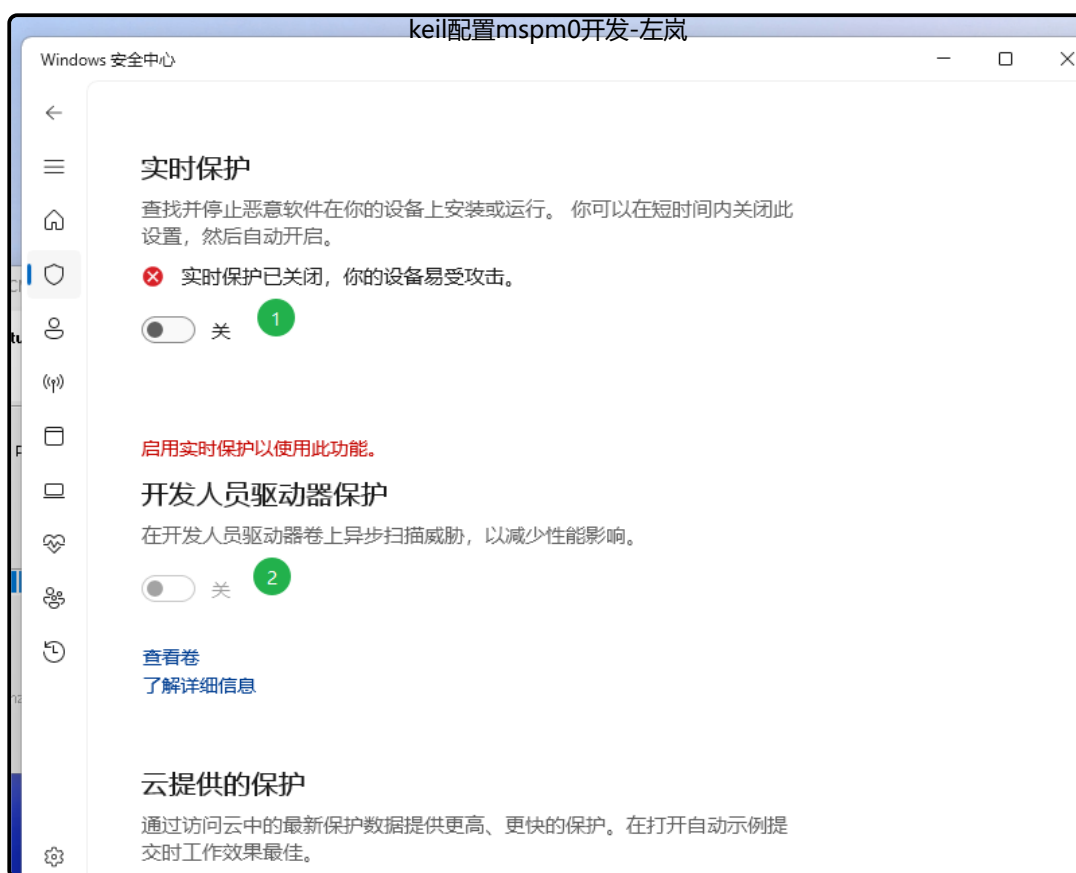 keil配置mspm0开发-左岚
Windows 安全中心
实时保护
查找并停止恶意软件在你的设备上安装或运行。 你可以在短时间内关闭此
设置，然后自动开启。
实时保护已关闭，你的设备易受攻击。
关
1
启用实时保护以使用此功能。
开发人员驱动器保护
在开发人员驱动器卷上异步扫描威胁，以减少性能影响。
关
2
查看卷
了解详细信息
云提供的保护
通过访问云中的最新保护数据提供更高、更快的保护。在打开自动示例提
交时工作效果最佳。